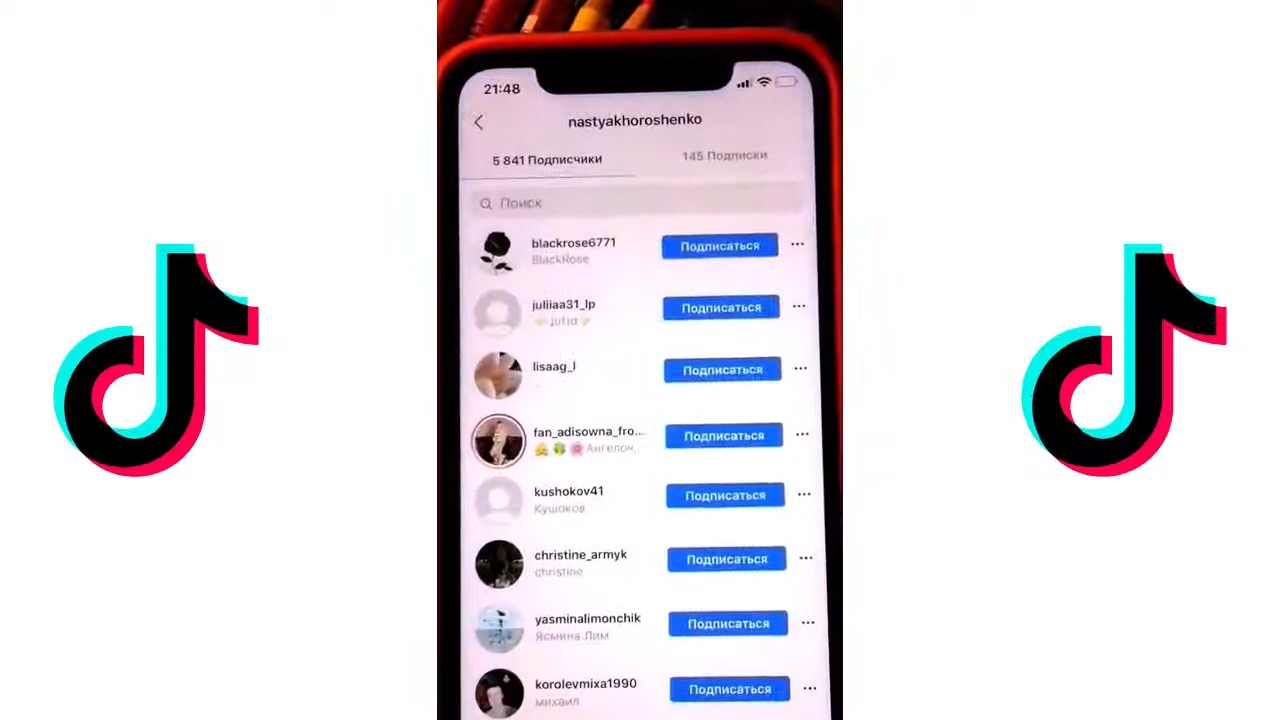 21:48
nastyakhoroshenko
5 841 Подписчики
145 Подписки
Поиск
blackrose6771
BlackRose
Подписаться
juliiaa31_lp
Подписаться
lisaag_l
Подписаться
fan_adisowna_fro...
Ангелон...
Подписаться
kushokov41
Кушоков
Подписаться
christine_armyk
christine
Подписаться
yasminalimonchik
Ясмина Лим
Подписаться
korolevmixa1990
михаил
Подписаться